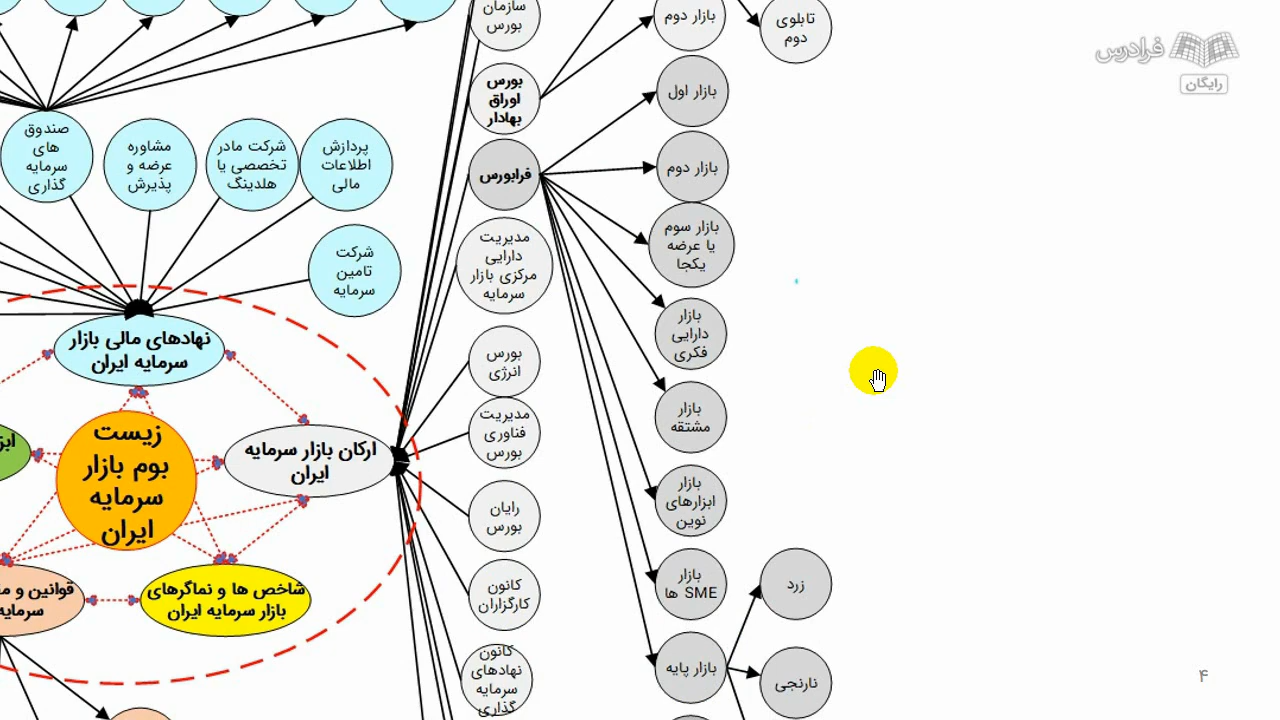 سازمان
بورس
بازار دوم
تابلوی
دوم
فرادرس
رایگان
بورس
اوراق
بهادار
بازار اول
صندوق
های
سرمایه
گذاری
مشاوره
عرضه و
پذیرش
شرکت مادر
تخصصی یا
هلدینگ
پردازش
اطلاعات
مالی
فرابورس
بازار دوم
شرکت
تامین
سرمایه
مدیریت
دارایی
مرکزی بازار
سرمایه
بازار سوم
یا عرضه
یکجا
نهادهای مالی بازار
سرمایه ایران
بورس
انرژی
بازار
دارایی
فکری
زیست
بوم بازار
سرمایه
ایران
ارکان بازار سرمایه
ایران
مدیریت
فناوری
بورس
بازار
مشتقه
رایان
بورس
بازار
ابزارهای
نوین
شاخص ها و نماگرهای
بازار سرمایه ایران
قوانین و
سرمایه
کانون
کارگزاران
بازار
SME ها
زرد
کانون
نهادهای
سرمایه
گذاری
بازار پایه
نارنجی
۴